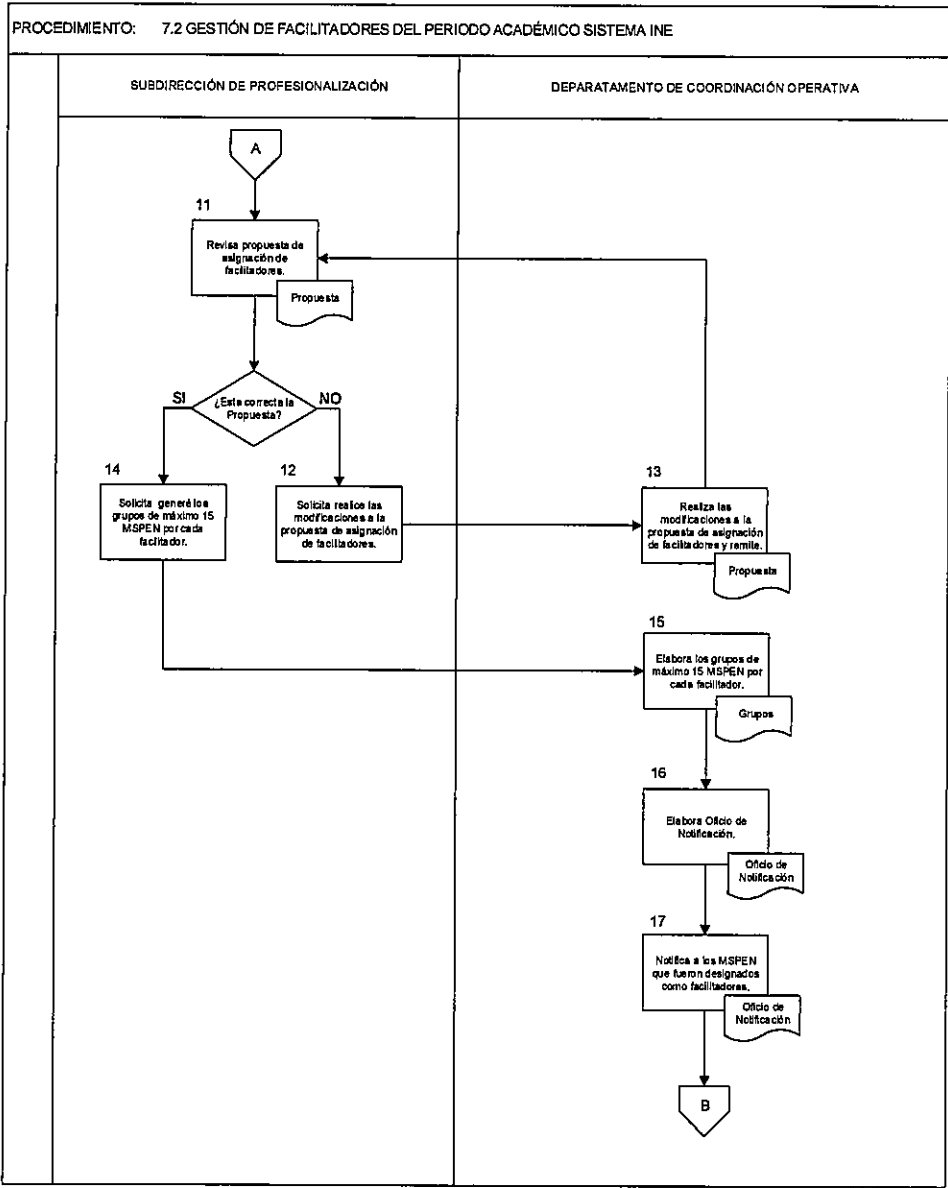 PROCEDIMIENTO: 7.2 GESTIÓN DE FACILITADORES DEL PERIODO ACADÉMICO SISTEMA INE
SUBDIRECCIÓN DE PROFESIONALIZACIÓN
DEPARATAMENTO DE COORDINACIÓN OPERATIVA
A
11
Revisa propuesta de
asignación de
facilitadores.
Propuesta
¿Esta correcta la
Propuesta?
SI
NO
14
Solicita generé los
grupos de máximo 15
MSPEN por cada
facilitador.
12
Solicita realice las
modificaciones a la
propuesta de asignación
de facilitadores.
13
Realiza las
modificaciones a la
propuesta de asignación
de facilitadores y remite.
Propuesta
15
Elabora los grupos de
máximo 15 MSPEN por
cada facilitador.
Grupos
16
Elabora Oficio de
Notificación.
Oficio de
Notificación
17
Notifica a los MSPEN
que fueron designados
como facilitadores.
Oficio de
Notificación
B